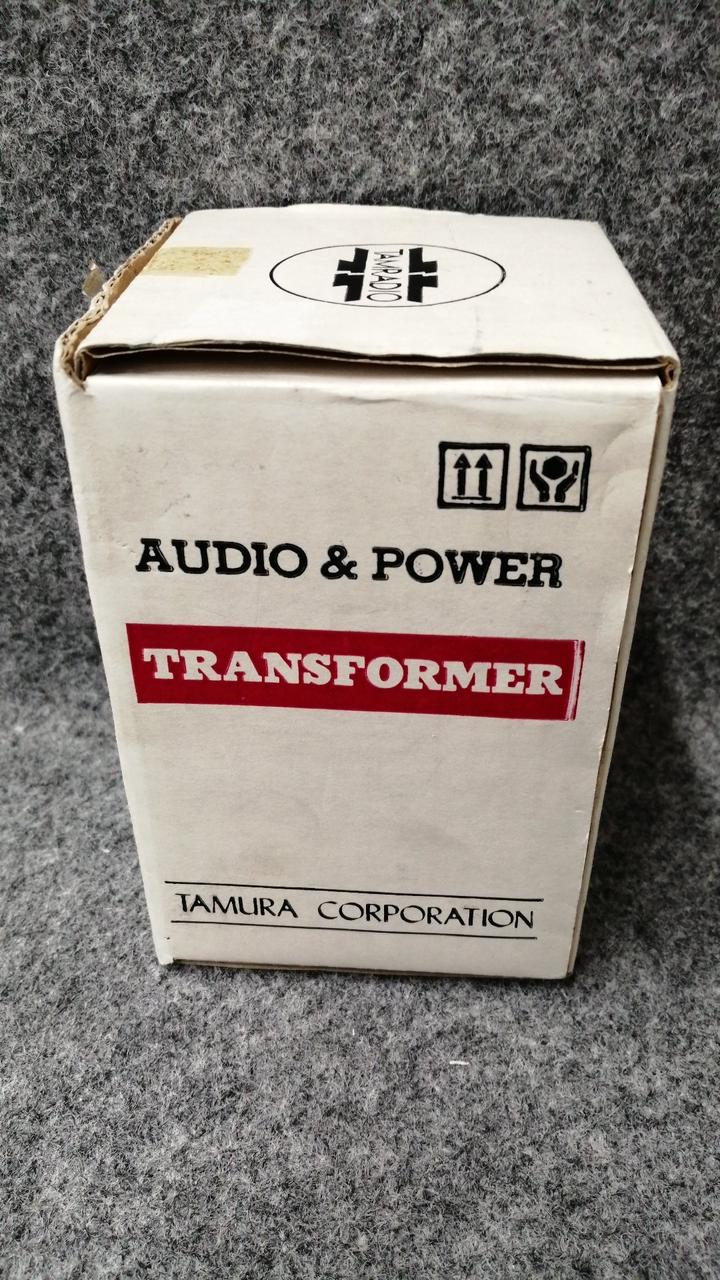 TAMRADIO
AUDIO & POWER
TRANSFORMER
TAMURA CORPORATION